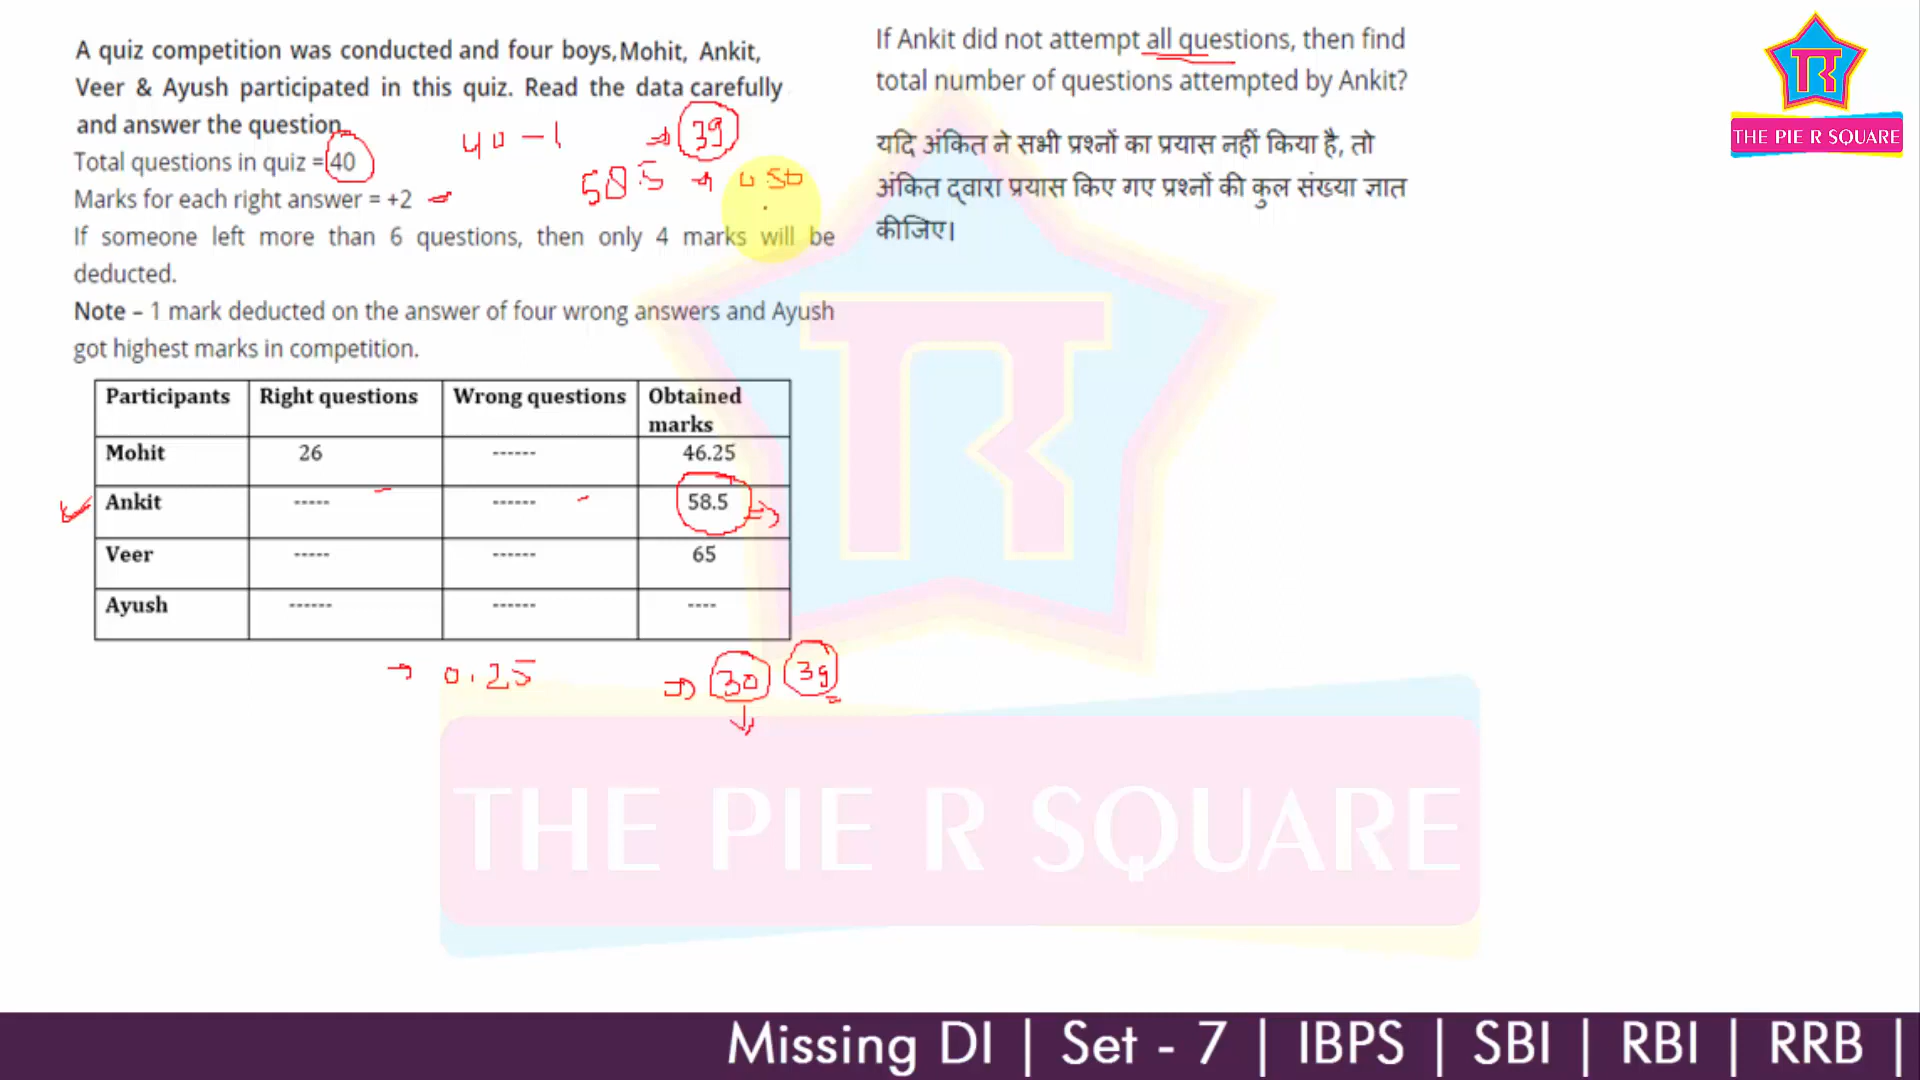 A quiz competition was conducted and four boys,Mohit, Ankit,
Veer & Ayush participated in this quiz. Read the data carefully
and answer the question.
40 - 1 → 39
Total questions in quiz = 40
58.5 → 0.50
Marks for each right answer = +2
If someone left more than 6 questions, then only 4 marks will be
deducted.
Note – 1 mark deducted on the answer of four wrong answers and Ayush
got highest marks in competition.
Participants Right questions Wrong questions Obtained
marks
Mohit 26 ------ 46.25
Ankit ----- ------ 58.5
Veer ----- ------ 65
Ayush ------ ------ ----
→ 0.25 ⇒ 30 39
If Ankit did not attempt all questions, then find
total number of questions attempted by Ankit?
यदि अंकित ने सभी प्रश्नों का प्रयास नहीं किया है, तो
अंकित द्वारा प्रयास किए गए प्रश्नों की कुल संख्या ज्ञात
कीजिए।
THE PIE R SQUARE
THE PIE R SQUARE
Missing DI | Set - 7 | IBPS | SBI | RBI | RRB |